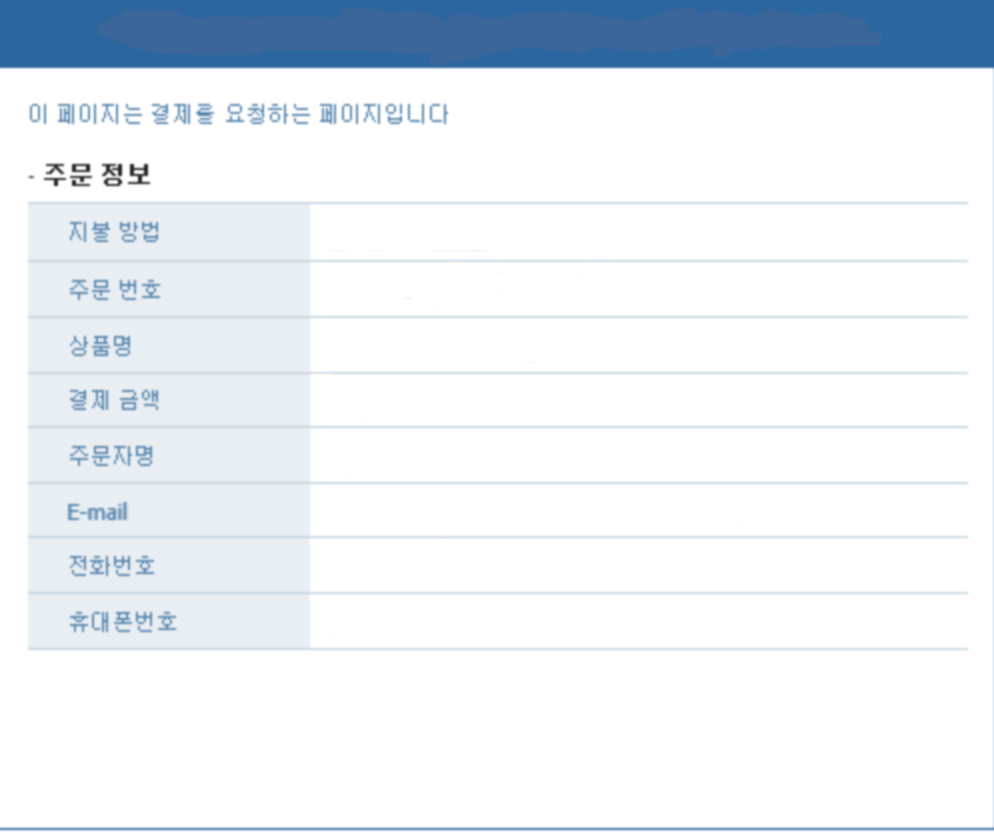 이 페이지는 결제를 요청하는 페이지입니다
- 주문 정보
지불 방법
주문 번호
상품명
결제 금액
주문자명
E-mail
전화번호
휴대폰번호